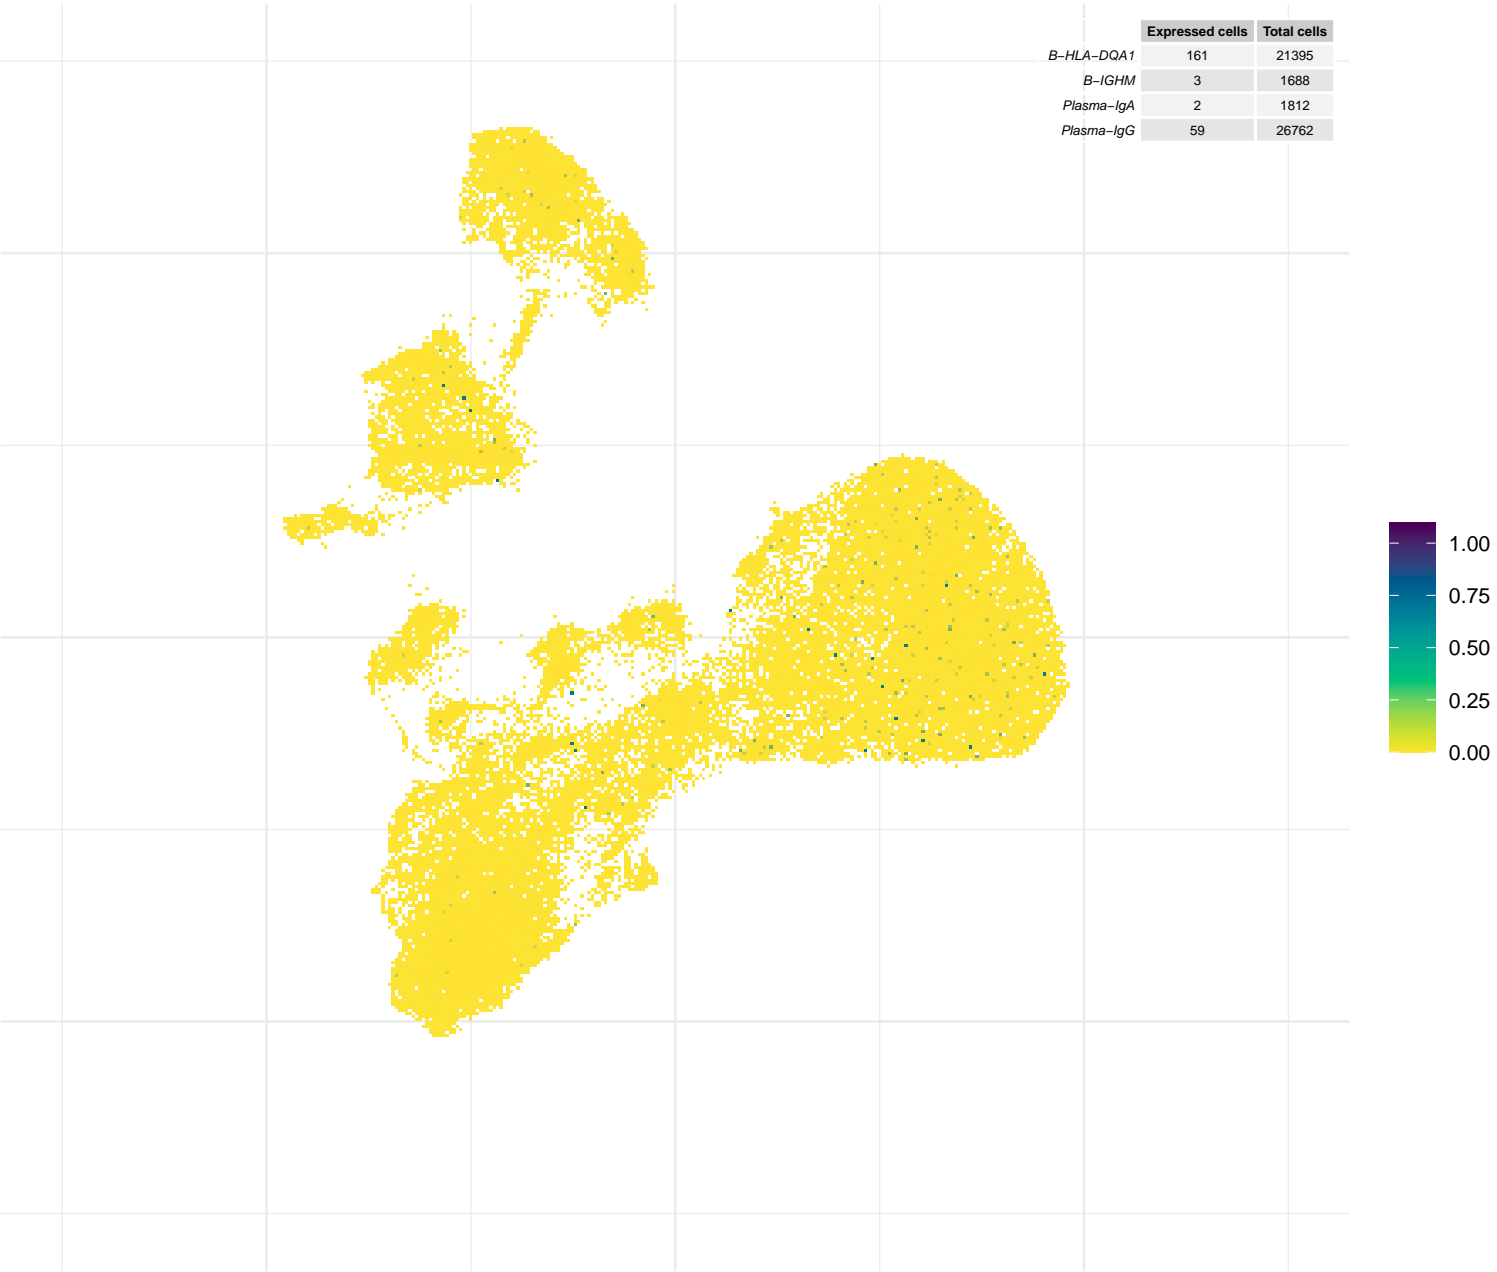 Expressed cells Total cells
B−HLA−DQA1 161 21395
B−IGHM 3 1688
Plasma−IgA 2 1812
Plasma−IgG 59 26762
1.00
0.75
0.50
0.25
0.00